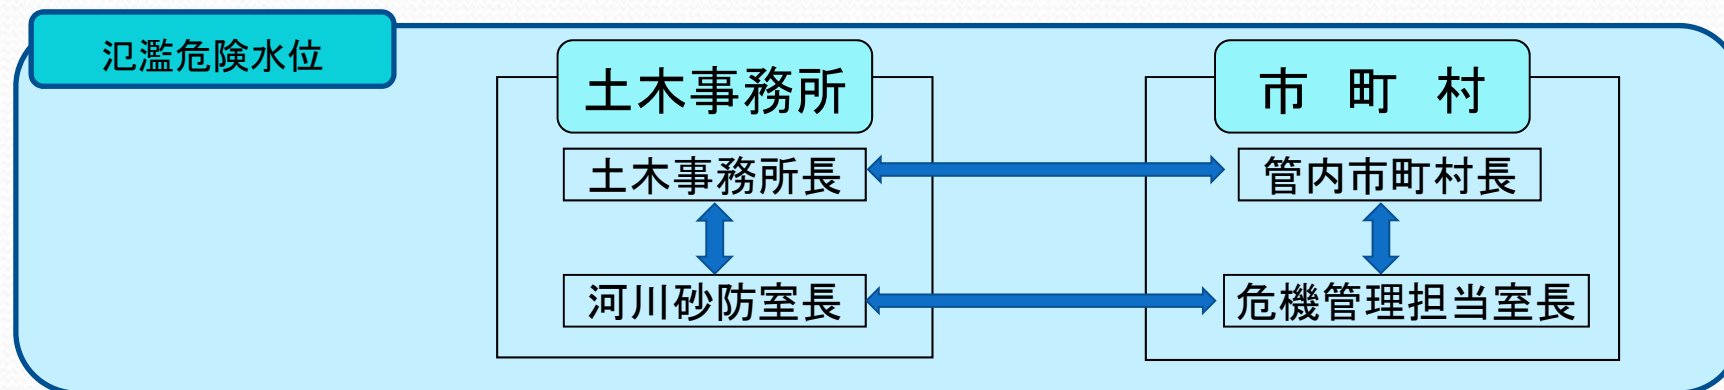 氾濫危険水位
土木事務所
市　町　村
土木事務所長
管内市町村長
河川砂防室長
危機管理担当室長